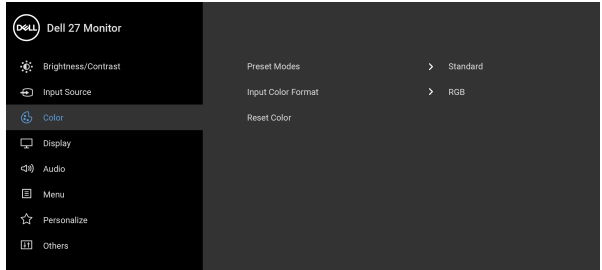 DELL Dell 27 Monitor
Brightness/Contrast
Preset Modes Standard
Input Source
Input Color Format RGB
Color
Reset Color
Display
Audio
Menu
Personalize
Others